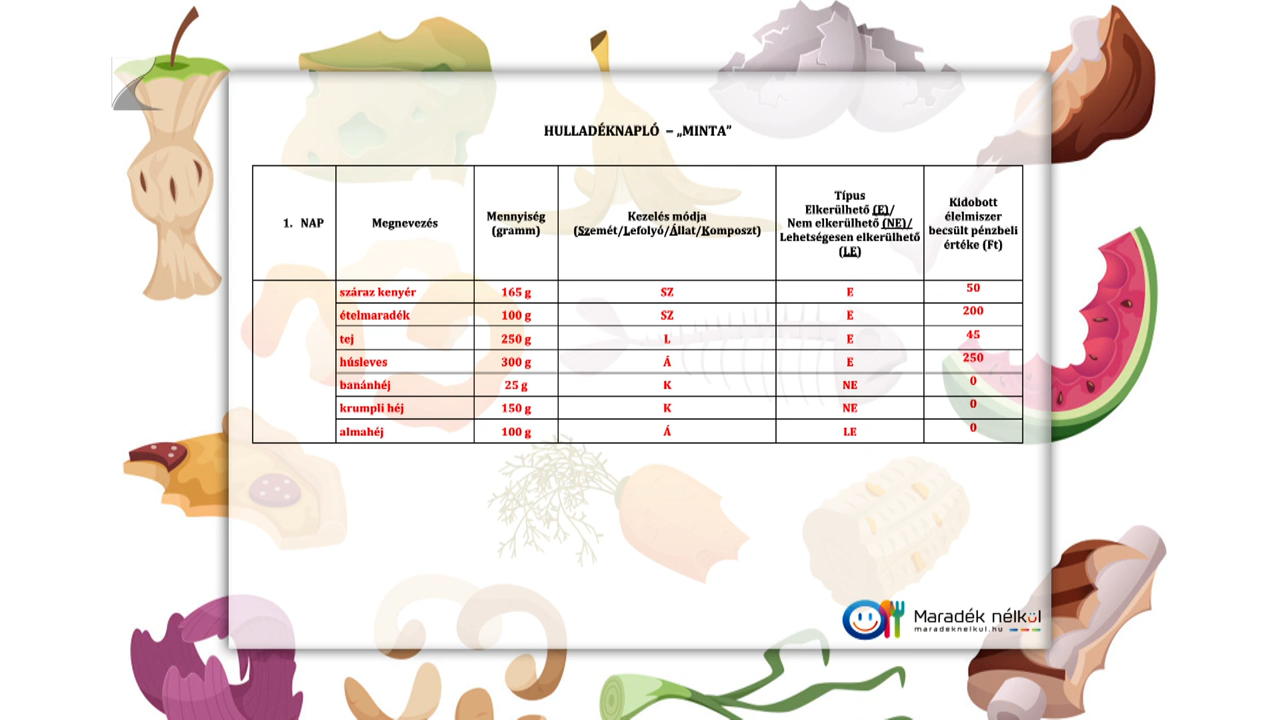 HULLADÉKNAPLÓ – „MINTA”
1. NAP
Megnevezés
Mennyiség
(gramm)
Kezelés módja
(Szemét/Lefolyó/Állat/Komposzt)
Típus
Elkerülhető (E)/
Nem elkerülhető (NE)/
Lehetségesen elkerülhető
(LE)
Kidobott
élelmiszer
becsült pénzbeli
értéke (Ft)
száraz kenyér 165 g SZ E 50
ételmaradék 100 g SZ E 200
tej 250 g L E 45
húsleves 300 g Á E 250
banánhéj 25 g K NE 0
krumpli héj 150 g K NE 0
almahéj 100 g Á LE 0
Maradék nélkül
maradeknelkul.hu